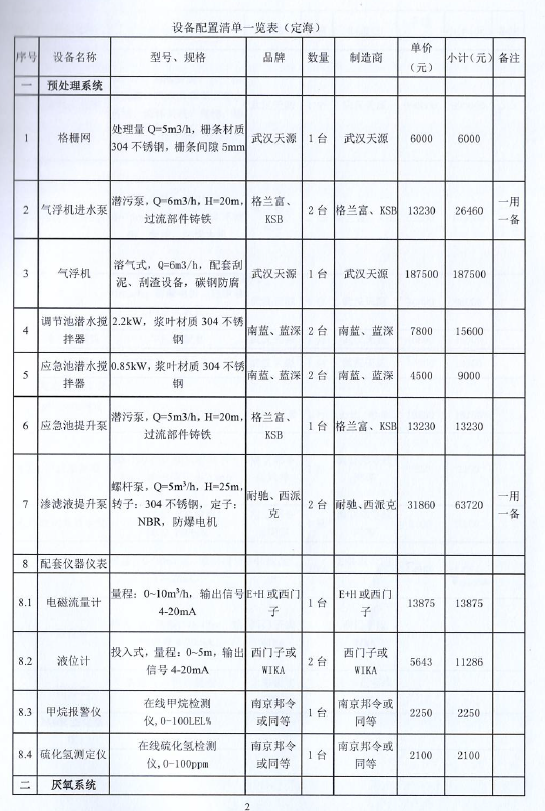 设备配置清单一览表（定海）
序号 设备名称 型号、规格 品牌 数量 制造商 单价（元） 小计（元） 备注
一 预处理系统
1 格栅网 处理量 Q=5m3/h，栅条材质 304 不锈钢，栅条间隙 5mm 武汉天源 1 台 武汉天源 6000 6000
2 气浮机进水泵 潜污泵，Q=6m3/h，H=20m，过流部件铸铁 格兰富、KSB 2 台 格兰富、KSB 13230 26460 一用一备
3 气浮机 溶气式，Q=6m3/h，配套刮泥、刮渣设备，碳钢防腐 武汉天源 1 台 武汉天源 187500 187500
4 调节池潜水搅拌器 2.2kW，浆叶材质 304 不锈钢 南蓝、蓝深 2 台 南蓝、蓝深 7800 15600
5 应急池潜水搅拌器 0.85kW，浆叶材质 304 不锈钢 南蓝、蓝深 2 台 南蓝、蓝深 4500 9000
6 应急池提升泵 潜污泵，Q=5m3/h，H=20m，过流部件铸铁 格兰富、KSB 1 台 格兰富、KSB 13230 13230
7 渗滤液提升泵 螺杆泵，Q=5m³/h，H=25m，转子：304 不锈钢，定子：NBR，防爆电机 耐驰、西派克 2 台 耐驰、西派克 31860 63720 一用一备
8 配套仪器仪表
8.1 电磁流量计 量程：0~10m³/h，输出信号 4-20mA E+H 或西门子 1 台 E+H 或西门子 13875 13875
8.2 液位计 投入式，量程：0~5m，输出信号 4-20mA 西门子或 WIKA 2 台 西门子或 WIKA 5643 11286
8.3 甲烷报警仪 在线甲烷检测仪,0-100LEL% 南京邦令或同等 1 台 南京邦令或同等 2250 2250
8.4 硫化氢测定仪 在线硫化氢检测仪,0-100ppm 南京邦令或同等 1 台 南京邦令或同等 2100 2100
二 厌氧系统
2